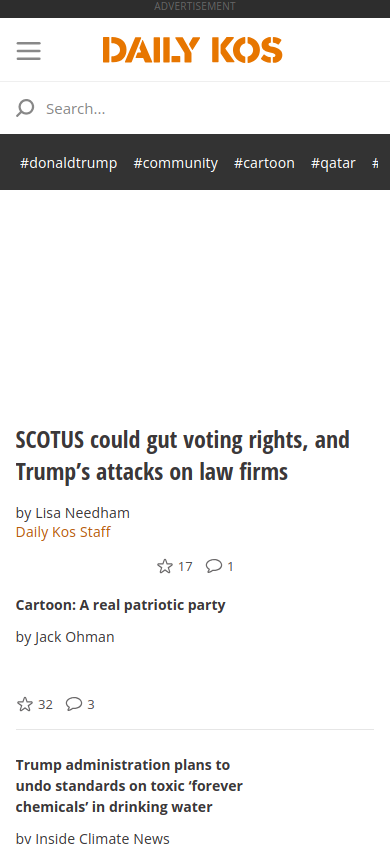 ADVERTISEMENT
DAILY KOS
Search...
#donaldtrump #community #cartoon #qatar #
SCOTUS could gut voting rights, and
Trump’s attacks on law firms
by Lisa Needham
Daily Kos Staff
17 1
Cartoon: A real patriotic party
by Jack Ohman
32 3
Trump administration plans to
undo standards on toxic ‘forever
chemicals’ in drinking water
by Inside Climate News